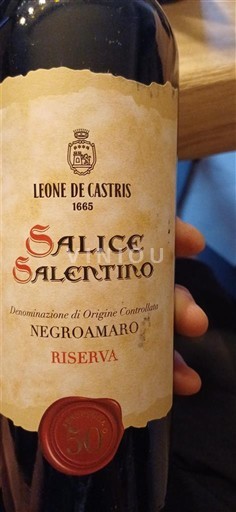 LEONE DE CASTRIS
1665
SALICE
SALENTINO
VINIOU
Denominazione di Origine Controllata
NEGROAMARO
RISERVA
50